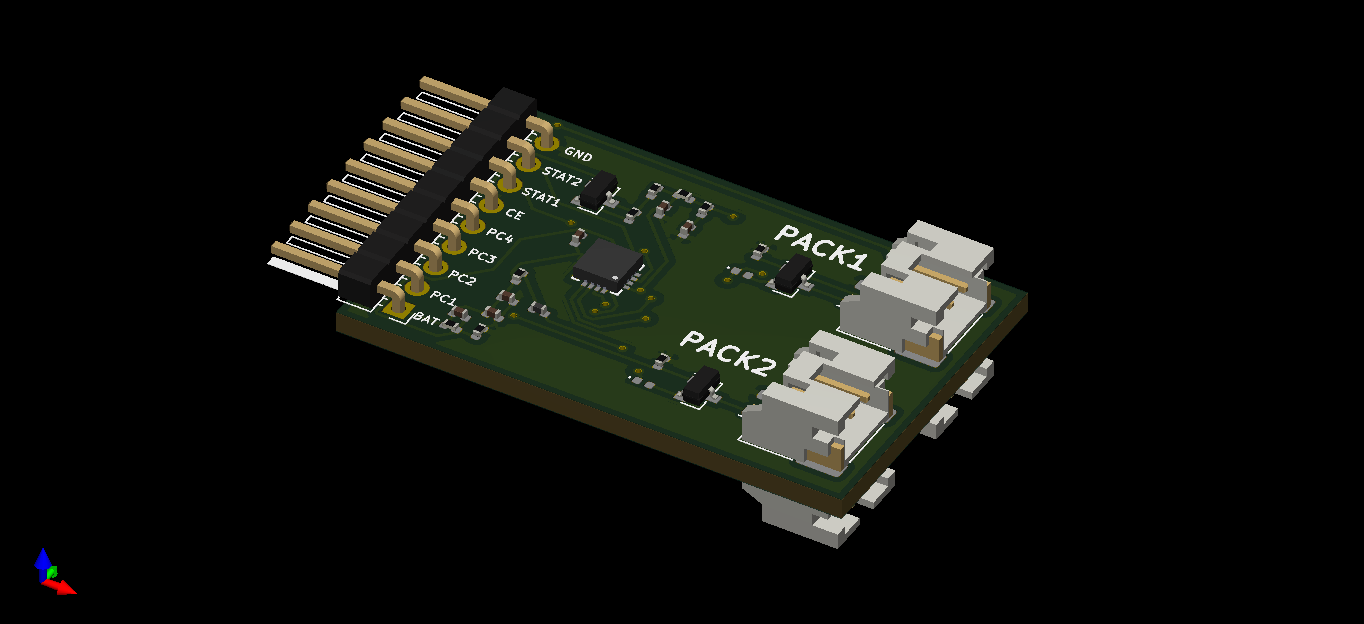 GND
STAT2
STAT1
CE
PC4
PC3
PC2
PC1
BAT
PACK1
PACK2